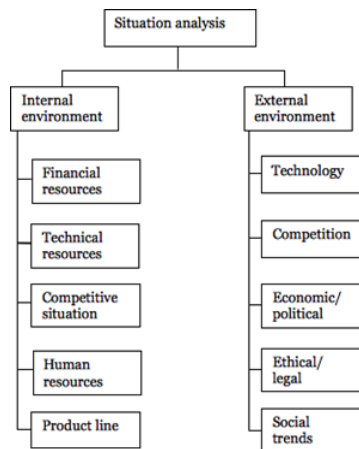 Situation analysis
Internal
environment
Financial
resources
Technical
resources
Competitive
situation
Human
resources
Product line
External
environment
Technology
Competition
Economic/
political
Ethical/
legal
Social
trends